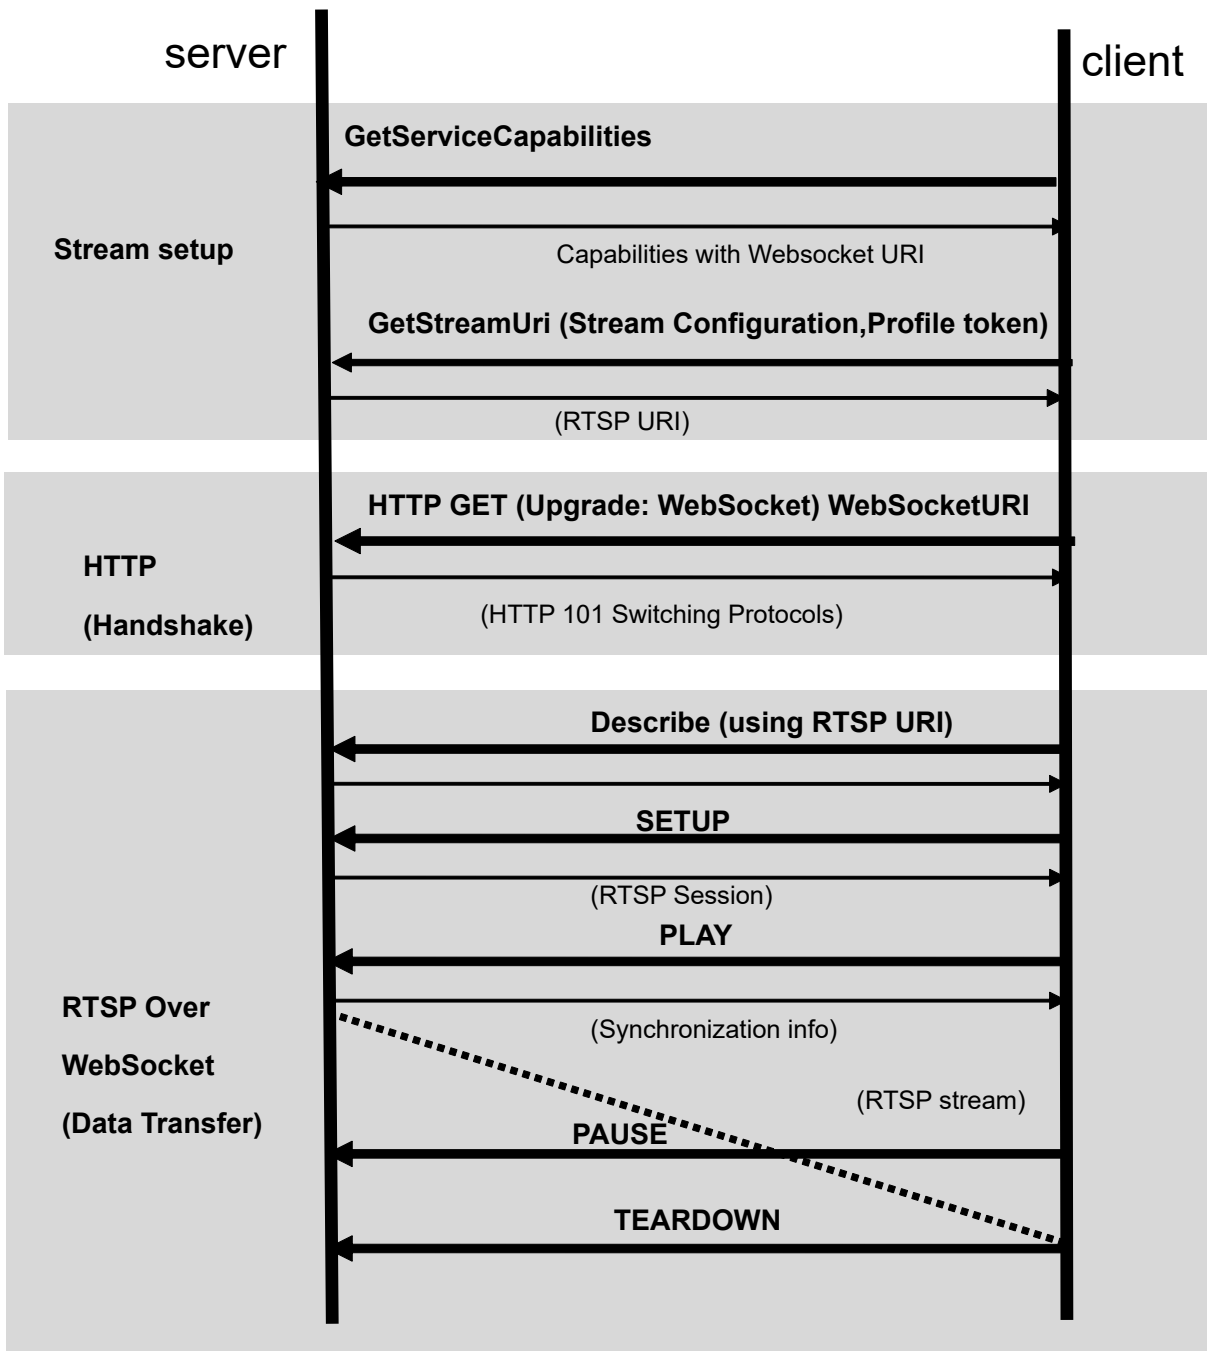 server
client
GetServiceCapabilities
Stream setup
Capabilities with Websocket URI
GetStreamUri (Stream Configuration,Profile token)
(RTSP URI)
HTTP GET (Upgrade: WebSocket) WebSocketURI
HTTP
(Handshake)
(HTTP 101 Switching Protocols)
Describe (using RTSP URI)
SETUP
(RTSP Session)
PLAY
RTSP Over
WebSocket
(Data Transfer)
(Synchronization info)
(RTSP stream)
PAUSE
TEARDOWN